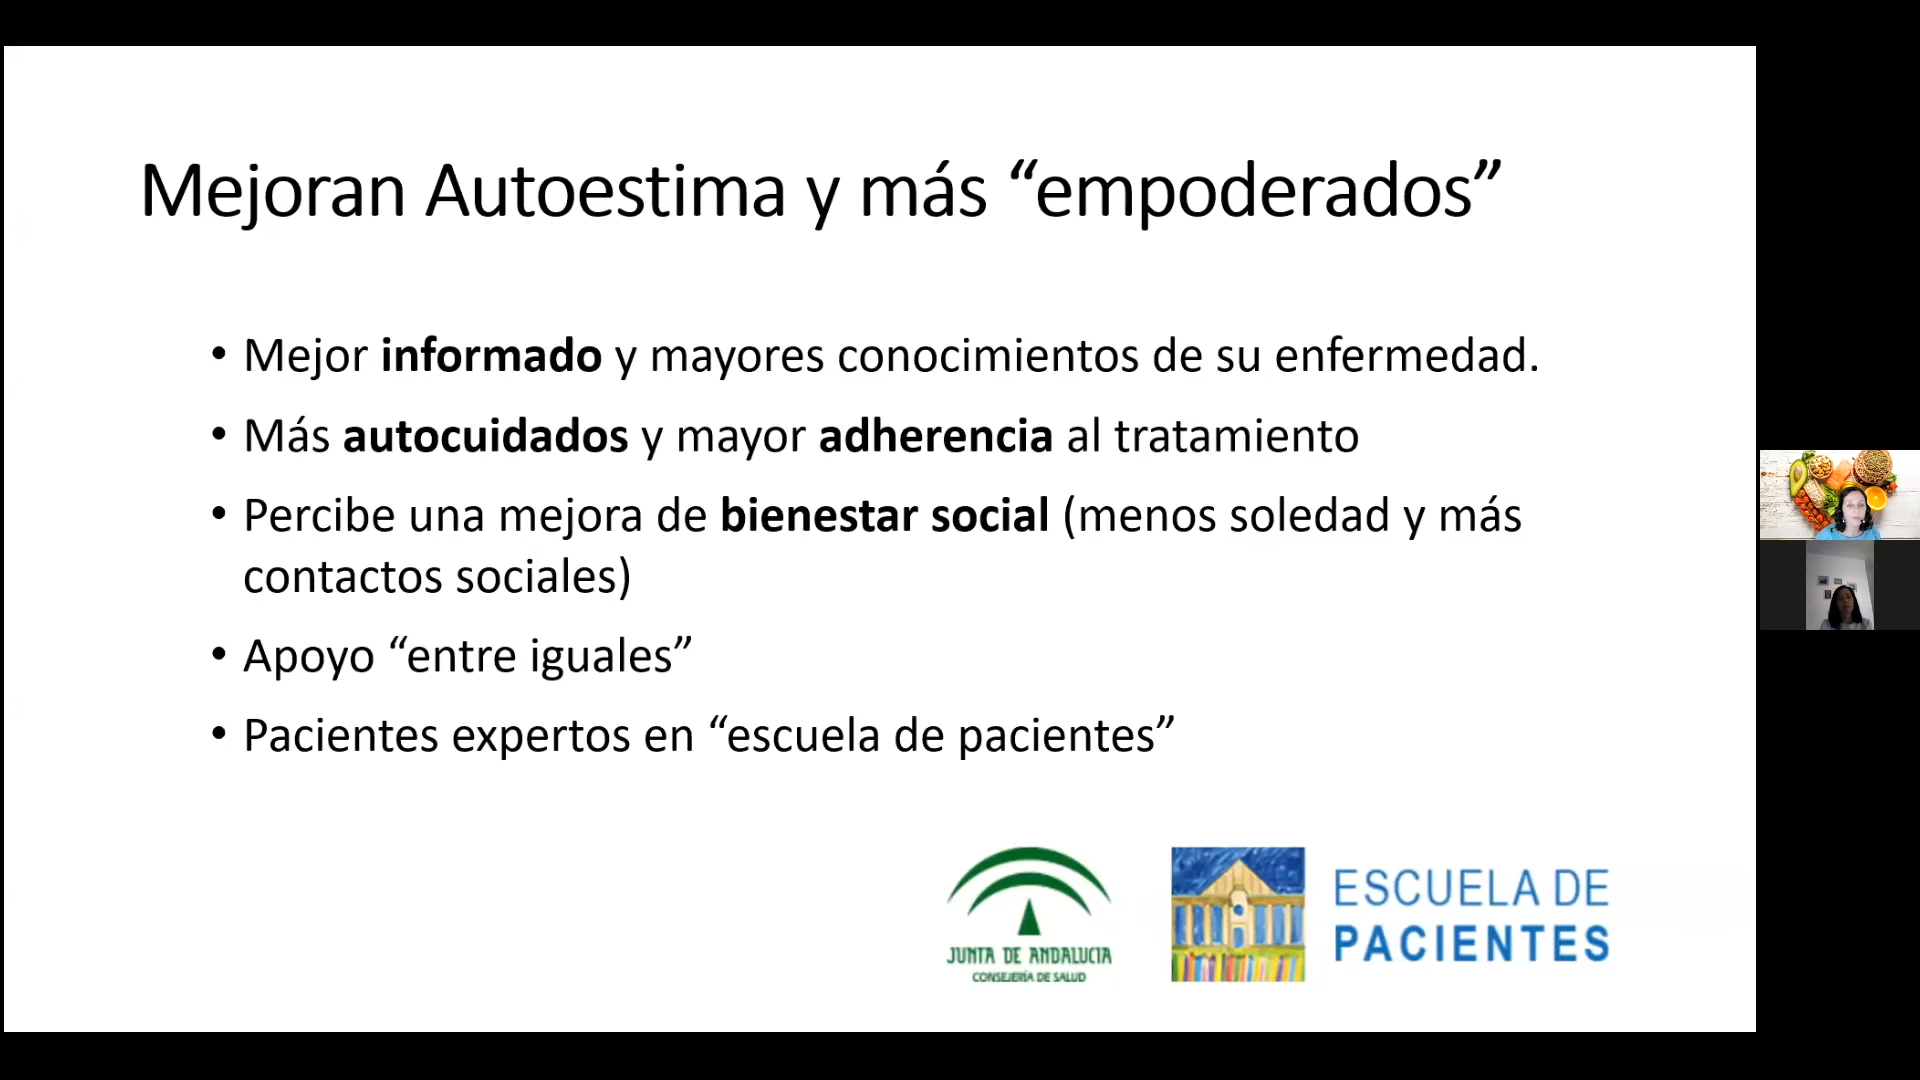 Mejoran Autoestima y más “empoderados”
• Mejor informado y mayores conocimientos de su enfermedad.
• Más autocuidados y mayor adherencia al tratamiento
• Percibe una mejora de bienestar social (menos soledad y más
contactos sociales)
• Apoyo “entre iguales”
• Pacientes expertos en “escuela de pacientes”
JUNTA DE ANDALUCIA
CONSEJERÍA DE SALUD
ESCUELA DE
PACIENTES